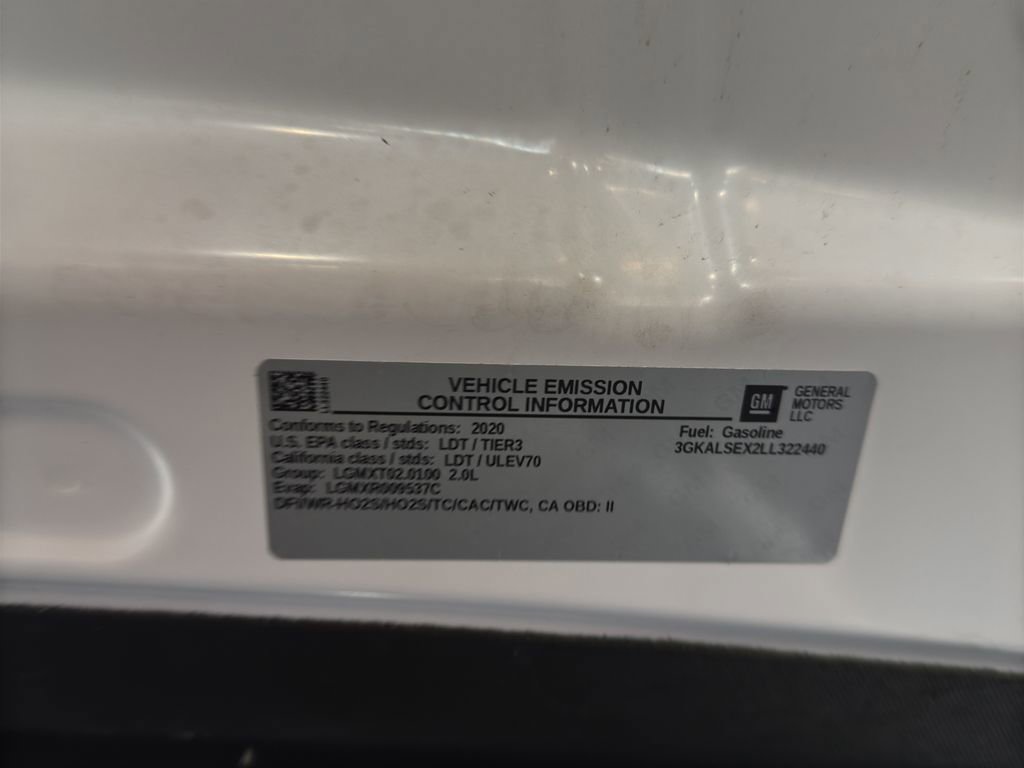 VEHICLE EMISSION
CONTROL INFORMATION
GM
GENERAL
MOTORS
LLC
Conforms to Regulations: 2020
U.S. EPA class / stds: LDT / TIER3
California class / stds: LDT / ULEV70
Group: LGMXT02.0100 2.0L
Evap: LGMXR009537C
DFI/WR-HO2S/HO2S/TC/CAC/TWC, CA OBD: II
Fuel: Gasoline
3GKALSEX2LL322440